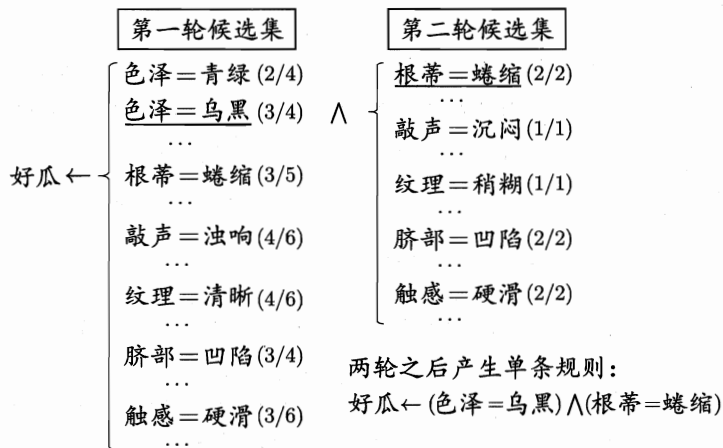 第一轮候选集
色泽=青绿(2/4)
色泽=乌黑(3/4)
…
好瓜←
根蒂=蜷缩(3/5)
…
敲声=浊响(4/6)
…
纹理=清晰(4/6)
…
脐部=凹陷(3/4)
…
触感=硬滑(3/6)
…
∧
第二轮候选集
根蒂=蜷缩(2/2)
…
敲声=沉闷(1/1)
…
纹理=稍糊(1/1)
…
脐部=凹陷(2/2)
…
触感=硬滑(2/2)
…
两轮之后产生单条规则：
好瓜←(色泽=乌黑)∧(根蒂=蜷缩)